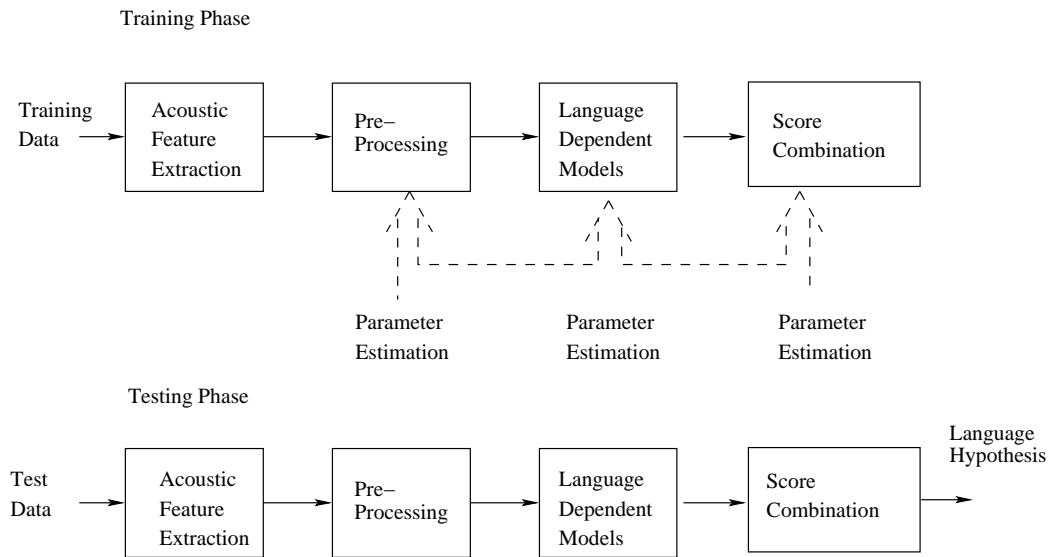 Training Phase
Training
Data
Acoustic
Feature
Extraction
Pre–
Processing
Language
Dependent
Models
Score
Combination
Parameter
Estimation
Parameter
Estimation
Parameter
Estimation
Testing Phase
Test
Data
Acoustic
Feature
Extraction
Pre–
Processing
Language
Dependent
Models
Score
Combination
Language
Hypothesis